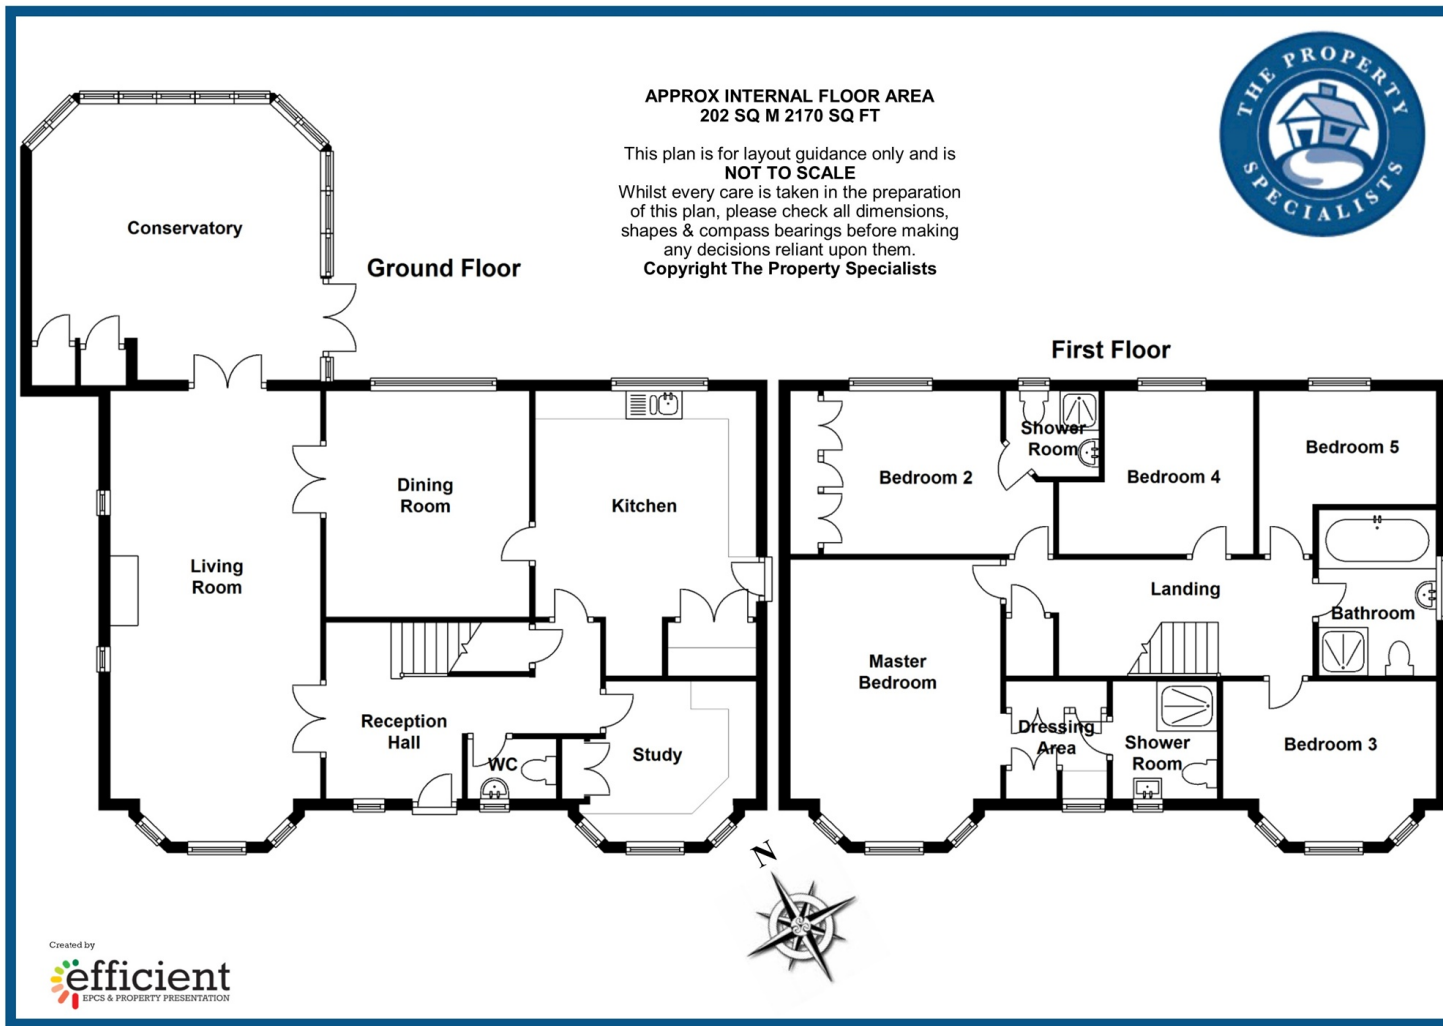 APPROX INTERNAL FLOOR AREA
202 SQ M 2170 SQ FT
This plan is for layout guidance only and is
NOT TO SCALE
Whilst every care is taken in the preparation
of this plan, please check all dimensions,
shapes & compass bearings before making
any decisions reliant upon them.
Copyright The Property Specialists
THE PROPERTY
SPECIALISTS
Ground Floor
Conservatory
Living
Room
Dining
Room
Kitchen
Reception
Hall
WC
Study
First Floor
Bedroom 2
Shower
Room
Bedroom 4
Bedroom 5
Landing
Bathroom
Master
Bedroom
Dressing
Area
Shower
Room
Bedroom 3
N
Created by
efficient
EPCS & PROPERTY PRESENTATION